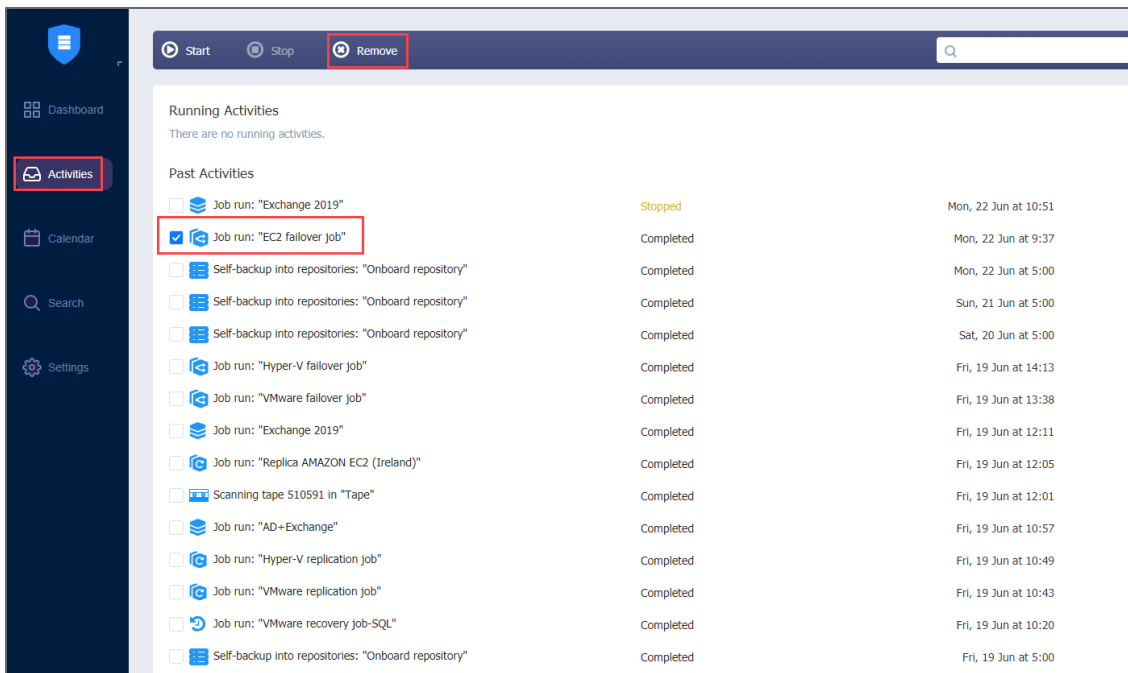 Start Stop Remove
Dashboard
Activities
Calendar
Search
Settings
Running Activities
There are no running activities.
Past Activities
Job run: "Exchange 2019" Stopped Mon, 22 Jun at 10:51
Job run: "EC2 failover job" Completed Mon, 22 Jun at 9:37
Self-backup into repositories: "Onboard repository" Completed Mon, 22 Jun at 5:00
Self-backup into repositories: "Onboard repository" Completed Sun, 21 Jun at 5:00
Self-backup into repositories: "Onboard repository" Completed Sat, 20 Jun at 5:00
Job run: "Hyper-V failover job" Completed Fri, 19 Jun at 14:13
Job run: "VMware failover job" Completed Fri, 19 Jun at 13:38
Job run: "Exchange 2019" Completed Fri, 19 Jun at 12:11
Job run: "Replica AMAZON EC2 (Ireland)" Completed Fri, 19 Jun at 12:05
Scanning tape 510591 in "Tape" Completed Fri, 19 Jun at 12:01
Job run: "AD+Exchange" Completed Fri, 19 Jun at 10:57
Job run: "Hyper-V replication job" Completed Fri, 19 Jun at 10:49
Job run: "VMware replication job" Completed Fri, 19 Jun at 10:43
Job run: "VMware recovery job-SQL" Completed Fri, 19 Jun at 10:20
Self-backup into repositories: "Onboard repository" Completed Fri, 19 Jun at 5:00